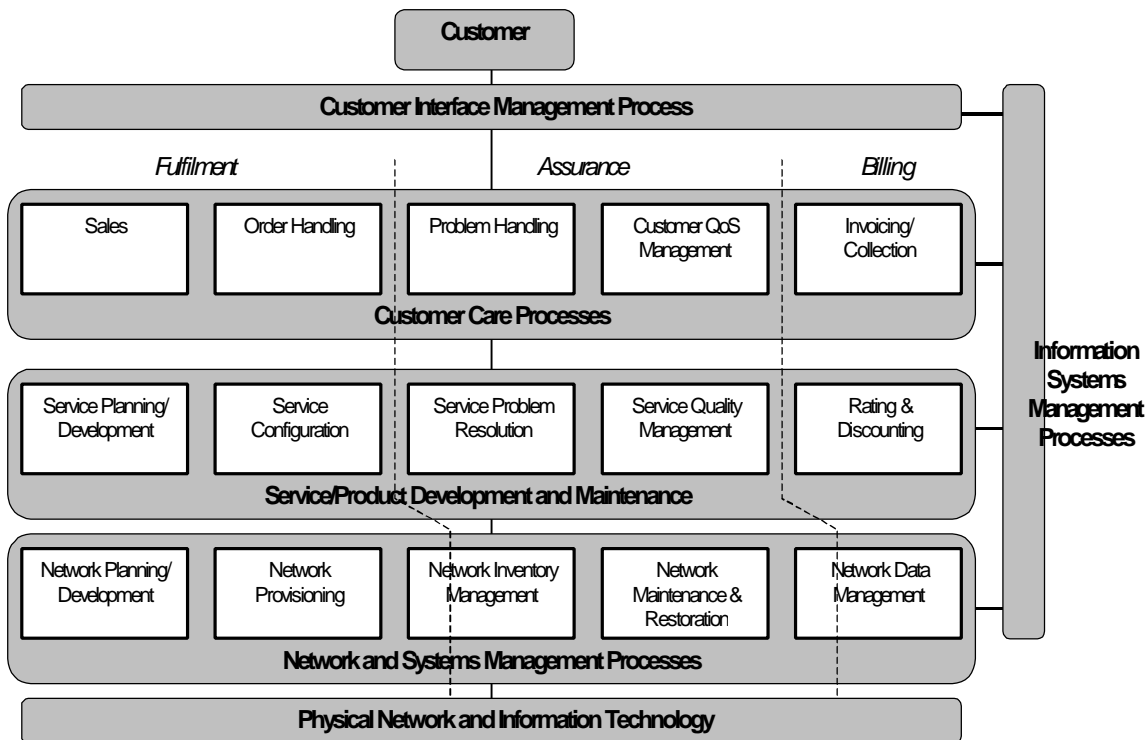 Customer
Customer Interface Management Process
Fulfilment
Assurance
Billing
Sales
Order Handling
Problem Handling
Customer QoS
Management
Invoicing/
Collection
Customer Care Processes
Information
Systems
Management
Processes
Service Planning/
Development
Service
Configuration
Service Problem
Resolution
Service Quality
Management
Rating &
Discounting
Service/Product Development and Maintenance
Network Planning/
Development
Network
Provisioning
Network Inventory
Management
Network
Maintenance &
Restoration
Network Data
Management
Network and Systems Management Processes
Physical Network and Information Technology